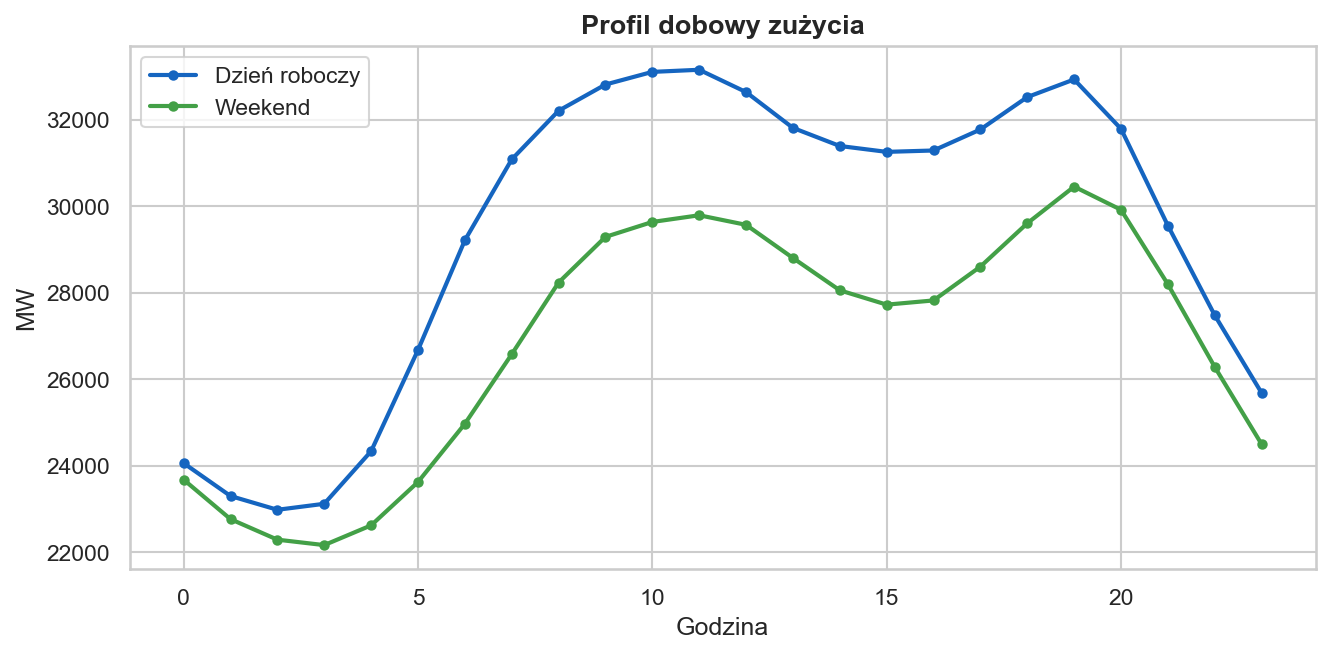 Profil dobowy zużycia
Dzień roboczy
Weekend
MW
32000
30000
28000
26000
24000
22000
0 5 10 15 20
Godzina